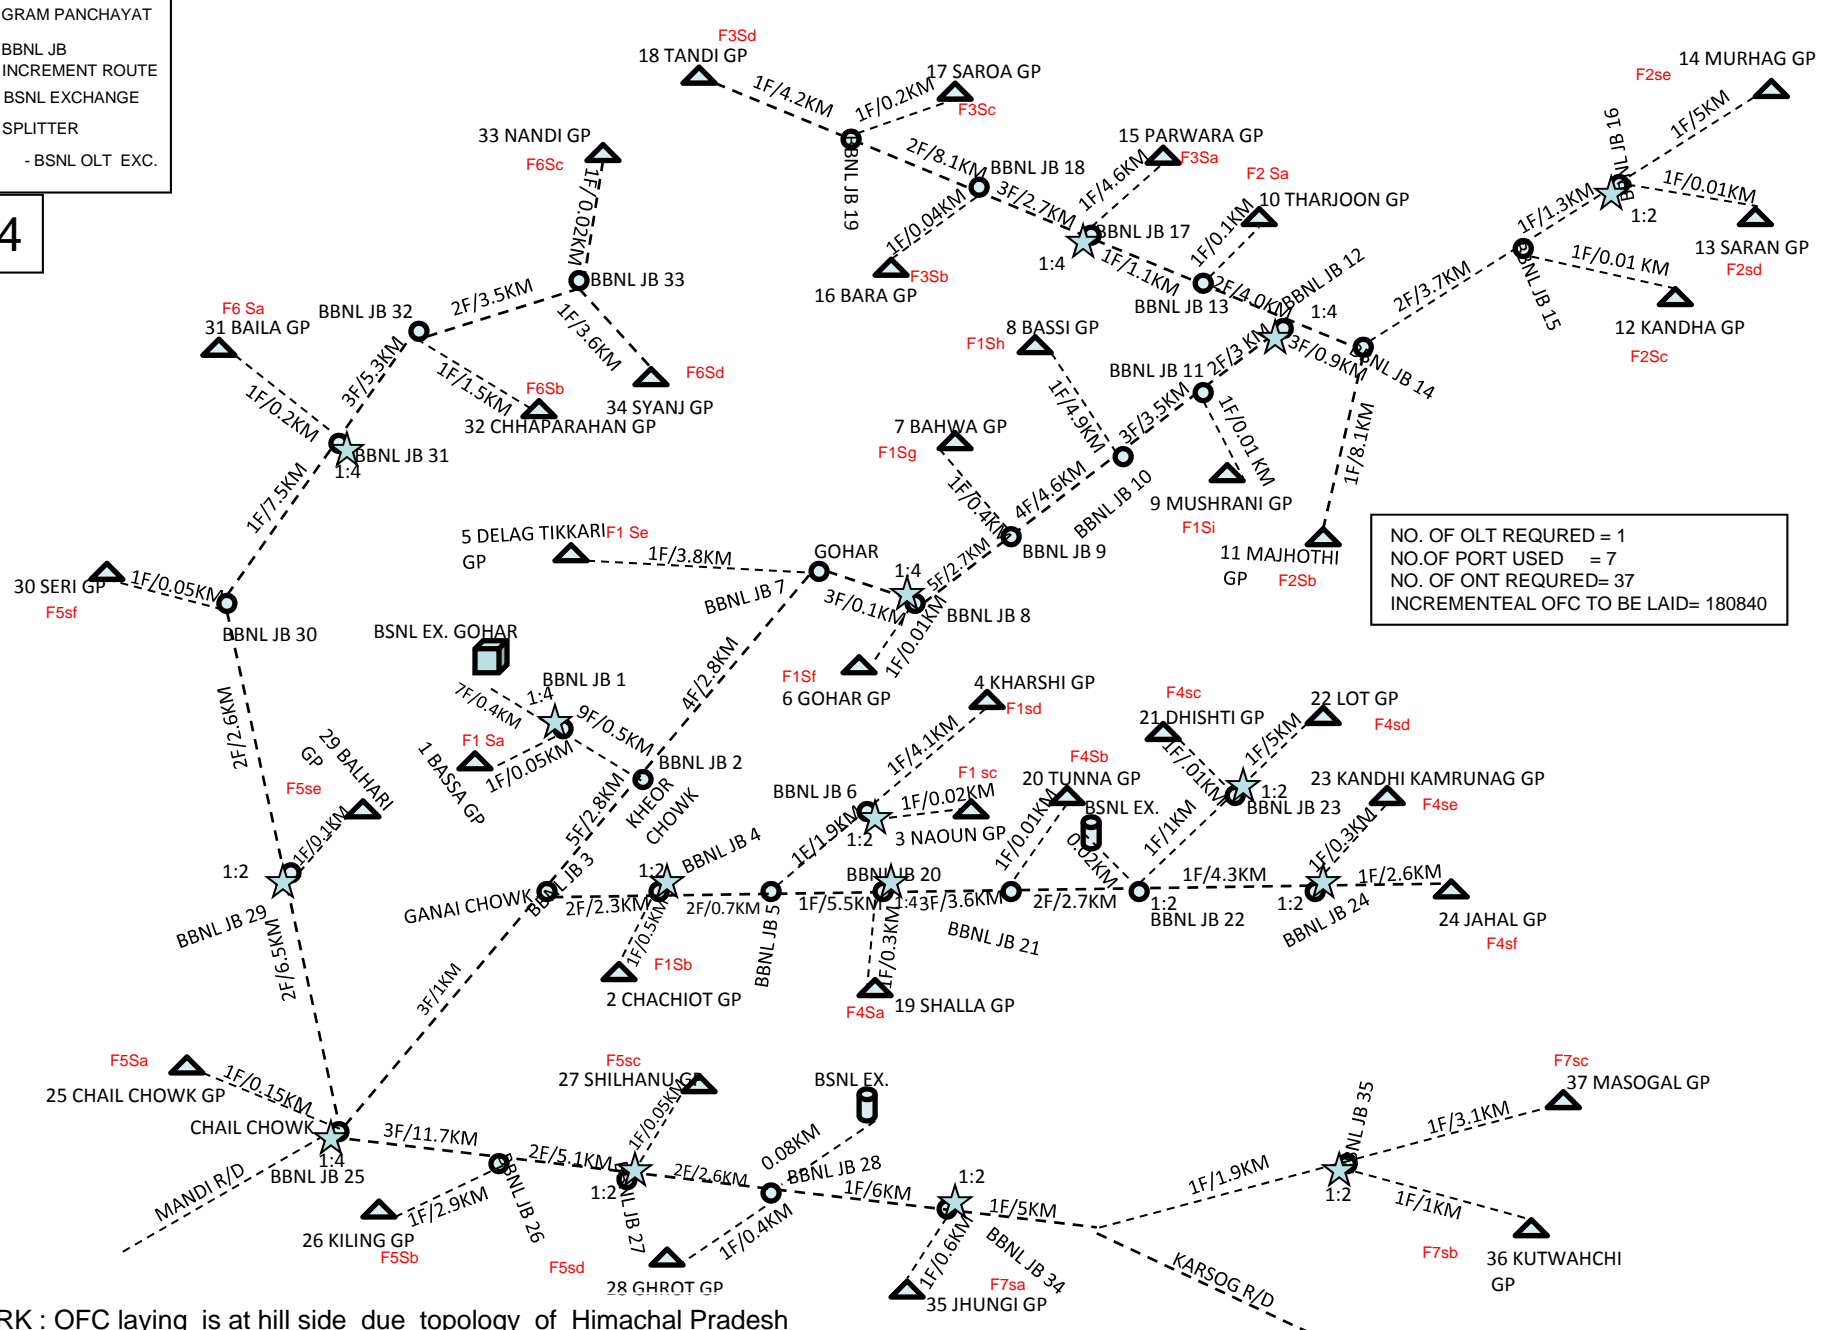 GRAM PANCHAYAT
BBNL JB
INCREMENT ROUTE
BSNL EXCHANGE
SPLITTER
- BSNL OLT EXC.
4
F3Sd
18 TANDI GP
1F/4.2KM
17 SAROA GP
1F/0.2KM
F3Sc
BBNL JB 19
2F/8.1KM
BBNL JB 18
1F/0.04KM
F3Sb
16 BARA GP
3F/2.7KM
15 PARWARA GP
F3Sa
1F/4.6KM
BBNL JB 17
1:4
1F/1.1KM
F2 Sa
10 THARJOON GP
1F/0.1KM
BBNL JB 13
2F/4.0KM
BBNL JB 12
1:4
14 MURHAG GP
F2se
1F/5KM
BBNL JB 16
1F/0.01KM
1:2
13 SARAN GP
F2sd
1F/1.3KM
1F/0.01 KM
BBNL JB 15
12 KANDHA GP
F2Sc
2F/3.7KM
3F/0.9KM
BBNL JB 14
1F/8.1KM
11 MAJHOTHI
GP
F2Sb
33 NANDI GP
F6Sc
1F/0.02KM
BBNL JB 33
BBNL JB 32
2F/3.5KM
1F/3.6KM
F6Sd
34 SYANJ GP
F6Sb
1F/1.5KM
32 CHHAPARAHAN GP
F6 Sa
31 BAILA GP
3F/5.3KM
1F/0.2KM
BBNL JB 31
1:4
1F/7.5KM
30 SERI GP
1F/0.05KM
F5sf
BBNL JB 30
2F/2.6KM
8 BASSI GP
F1Sh
1F/4.9KM
BBNL JB 11
2F/3 KM
3F/3.5KM
1F/0.01 KM
9 MUSHRANI GP
F1Si
7 BAHWA GP
F1Sg
1F/0.4KM
4F/4.6KM
BBNL JB 10
BBNL JB 9
5F/2.7KM
5 DELAG TIKKARI
GP
F1 Se
1F/3.8KM
GOHAR
BBNL JB 7
1:4
3F/0.1KM
BBNL JB 8
1F/0.01KM
F1Sf
6 GOHAR GP
NO. OF OLT REQURED = 1
NO.OF PORT USED = 7
NO. OF ONT REQURED= 37
INCREMENTEAL OFC TO BE LAID= 180840
BSNL EX. GOHAR
7F/0.4KM
1:4
BBNL JB 1
9F/0.5KM
F1 Sa
1 BASSA GP
1F/0.05KM
4F/2.8KM
BBNL JB 2
KHEOR
CHOWK
5F/2.8KM
4 KHARSHI GP
F1sd
1F/4.1KM
BBNL JB 6
F1 sc
1F/0.02KM
1:2
3 NAOUN GP
1F/1.9KM
F4Sb
20 TUNNA GP
1F/0.01KM
BSNL EX.
0.02KM
F4sc
21 DHISHTI GP
1F/.01KM
22 LOT GP
F4sd
1F/5KM
1:2
BBNL JB 23
1F/1KM
23 KANDHI KAMRUNAG GP
F4se
1F/0.3KM
29 BALHARI
GP
F5se
1F/0.1KM
1:2
BBNL JB 29
2F/6.5KM
GANAI CHOWK
BBNL JB 3
2F/2.3KM
1:2
BBNL JB 4
1F/0.5KM
F1Sb
2 CHACHIOT GP
2F/0.7KM
BBNL JB 5
1F/5.5KM
BBNL JB 20
1:4
1F/0.3KM
F4Sa
19 SHALLA GP
3F/3.6KM
BBNL JB 21
2F/2.7KM
1:2
BBNL JB 22
1F/4.3KM
1:2
BBNL JB 24
1F/2.6KM
24 JAHAL GP
F4sf
3F/1KM
F5Sa
25 CHAIL CHOWK GP
1F/0.15KM
CHAIL CHOWK
1:4
BBNL JB 25
MANDI R/D
3F/11.7KM
BBNL JB 26
1F/2.9KM
26 KILING GP
F5Sb
F5sc
27 SHILHANU GP
1F/0.05KM
2F/5.1KM
1:2
BBNL JB 27
2F/2.6KM
BSNL EX.
0.08KM
BBNL JB 28
1F/0.4KM
F5sd
28 GHROT GP
1F/6KM
1:2
1F/5KM
BBNL JB 34
1F/0.6KM
F7sa
35 JHUNGI GP
KARSOG R/D
1F/1.9KM
BBNL JB 35
1:2
F7sc
37 MASOGAL GP
1F/3.1KM
1F/1KM
F7sb
36 KUTWAHCHI
GP
RK : OFC laying is at hill side due topology of Himachal Pradesh